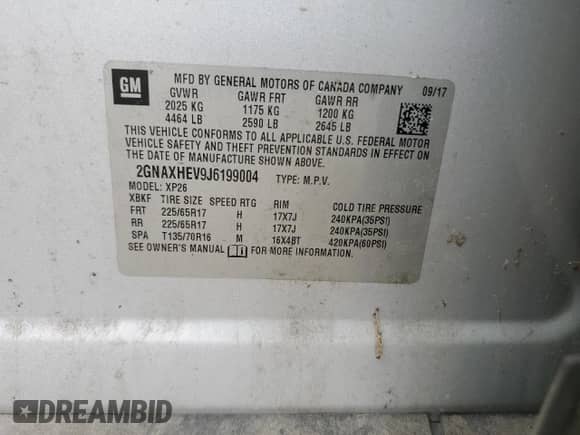 GM
MFD BY GENERAL MOTORS OF CANADA COMPANY 09/17
GVWR GAWR FRT GAWR RR
2025 KG 1175 KG 1200 KG
4464 LB 2590 LB 2645 LB
THIS VEHICLE CONFORMS TO ALL APPLICABLE U.S. FEDERAL MOTOR
VEHICLE SAFETY AND THEFT PREVENTION STANDARDS IN EFFECT ON
THE DATE OF MANUFACTURE SHOWN ABOVE.
2GNAXHEV9J6199004 TYPE: M.P.V.
MODEL: XP26
XBKF TIRE SIZE SPEED RTG RIM COLD TIRE PRESSURE
FRT 225/65R17 H 17X7J 240KPA(35PSI)
RR 225/65R17 H 17X7J 240KPA(35PSI)
SPA T135/70R16 M 16X4BT 420KPA(60PSI)
SEE OWNER'S MANUAL FOR MORE INFORMATION.
DREAMBID